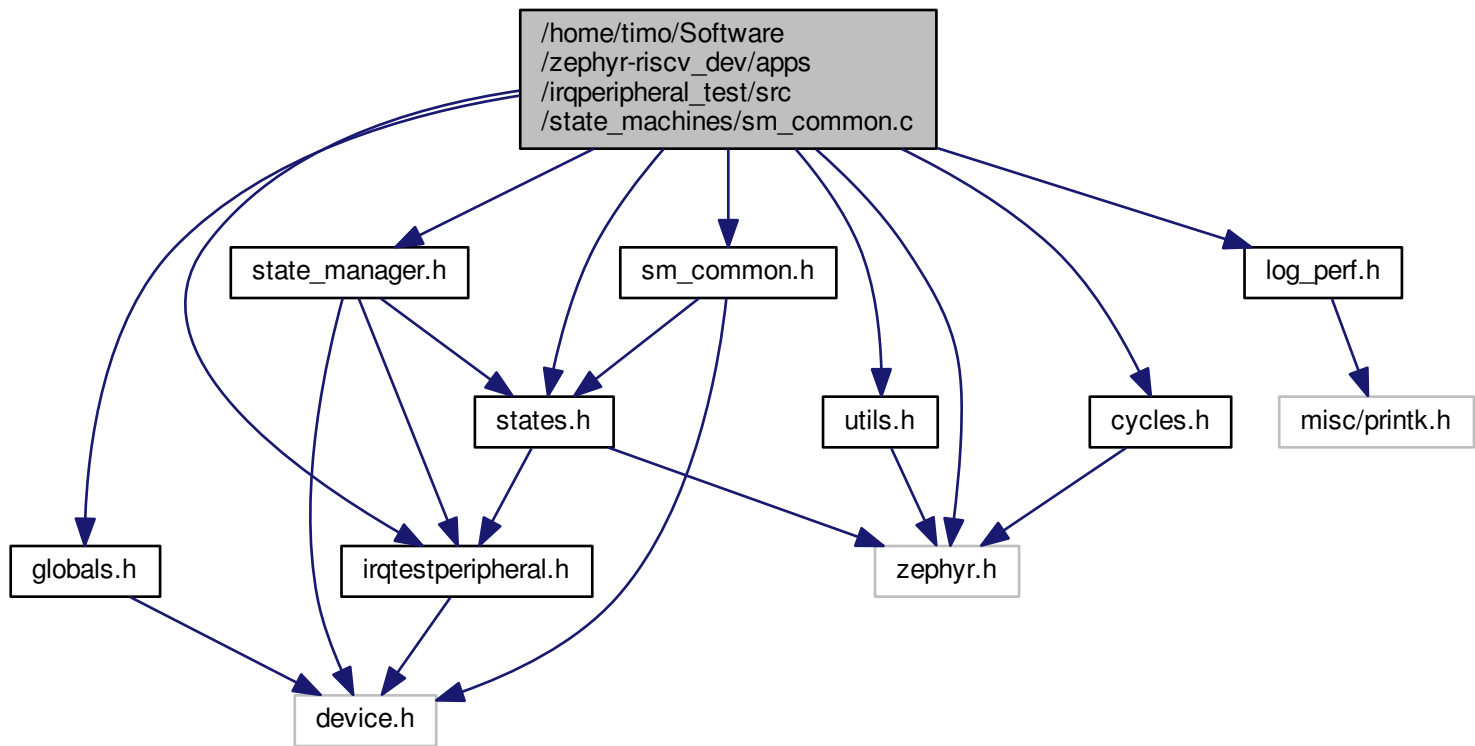 /home/timo/Software
/zephyr-riscv_dev/apps
/irqperipheral_test/src
/state_machines/sm_common.c
state_manager.h
sm_common.h
log_perf.h
states.h
utils.h
cycles.h
misc/printk.h
globals.h
irqtestperipheral.h
zephyr.h
device.h